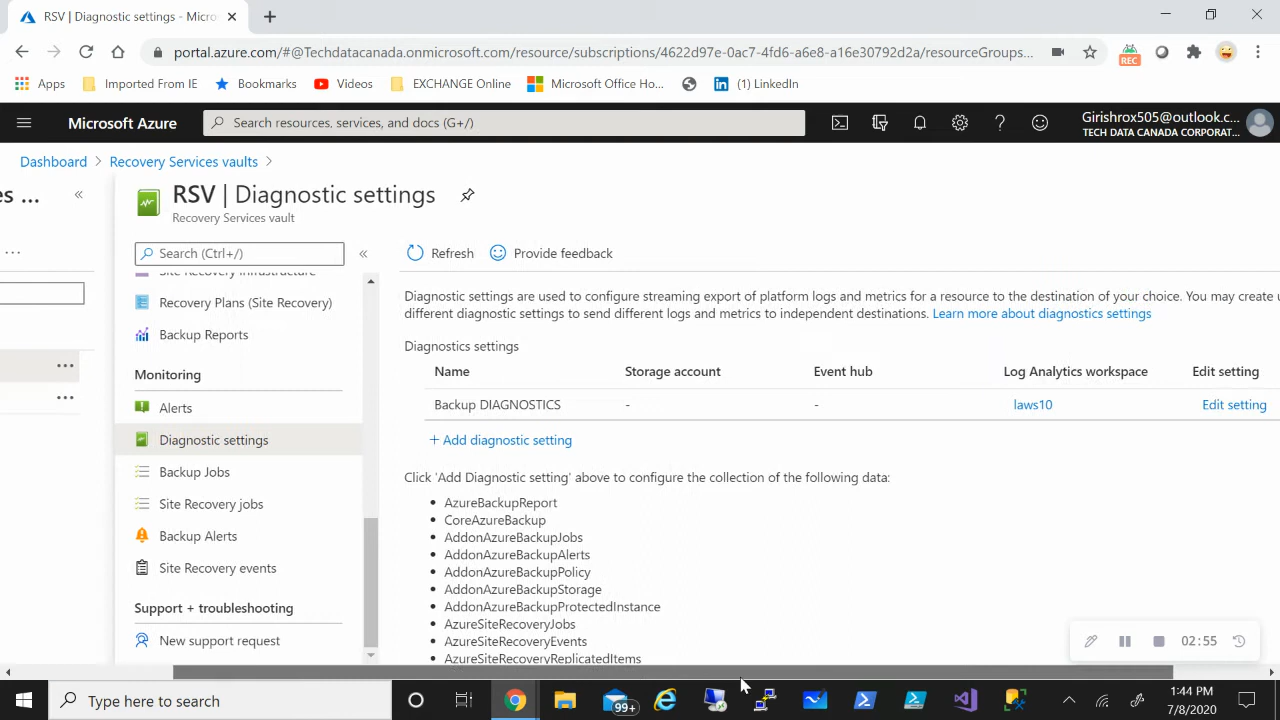 RSV | Diagnostic settings - Micro
portal.azure.com/#@Techdatacanada.onmicrosoft.com/resource/subscriptions/4622d97e-0ac7-4fd6-a6e8-a16e30792d2a/resourceGroups...
REC
Apps
Imported From IE
Bookmarks
Videos
EXCHANGE Online
Microsoft Office Ho...
(1) LinkedIn
Microsoft Azure
Search resources, services, and docs (G+/)
Girishrox505@outlook.c...
TECH DATA CANADA CORPORAT...
Dashboard > Recovery Services vaults >
es ...
RSV | Diagnostic settings
Recovery Services vault
Search (Ctrl+/)
Refresh
Provide feedback
Site Recovery infrastructure
Recovery Plans (Site Recovery)
Backup Reports
Monitoring
Alerts
Diagnostic settings
Backup Jobs
Site Recovery jobs
Backup Alerts
Site Recovery events
Support + troubleshooting
New support request
Diagnostic settings are used to configure streaming export of platform logs and metrics for a resource to the destination of your choice. You may create u
different diagnostic settings to send different logs and metrics to independent destinations. Learn more about diagnostics settings
Diagnostics settings
Name Storage account Event hub Log Analytics workspace Edit setting
Backup DIAGNOSTICS - - laws10 Edit setting
+ Add diagnostic setting
Click 'Add Diagnostic setting' above to configure the collection of the following data:
• AzureBackupReport
• CoreAzureBackup
• AddonAzureBackupJobs
• AddonAzureBackupAlerts
• AddonAzureBackupPolicy
• AddonAzureBackupStorage
• AddonAzureBackupProtectedInstance
• AzureSiteRecoveryJobs
• AzureSiteRecoveryEvents
• AzureSiteRecoveryReplicatedItems
02:55
Type here to search
99+
1:44 PM
7/8/2020